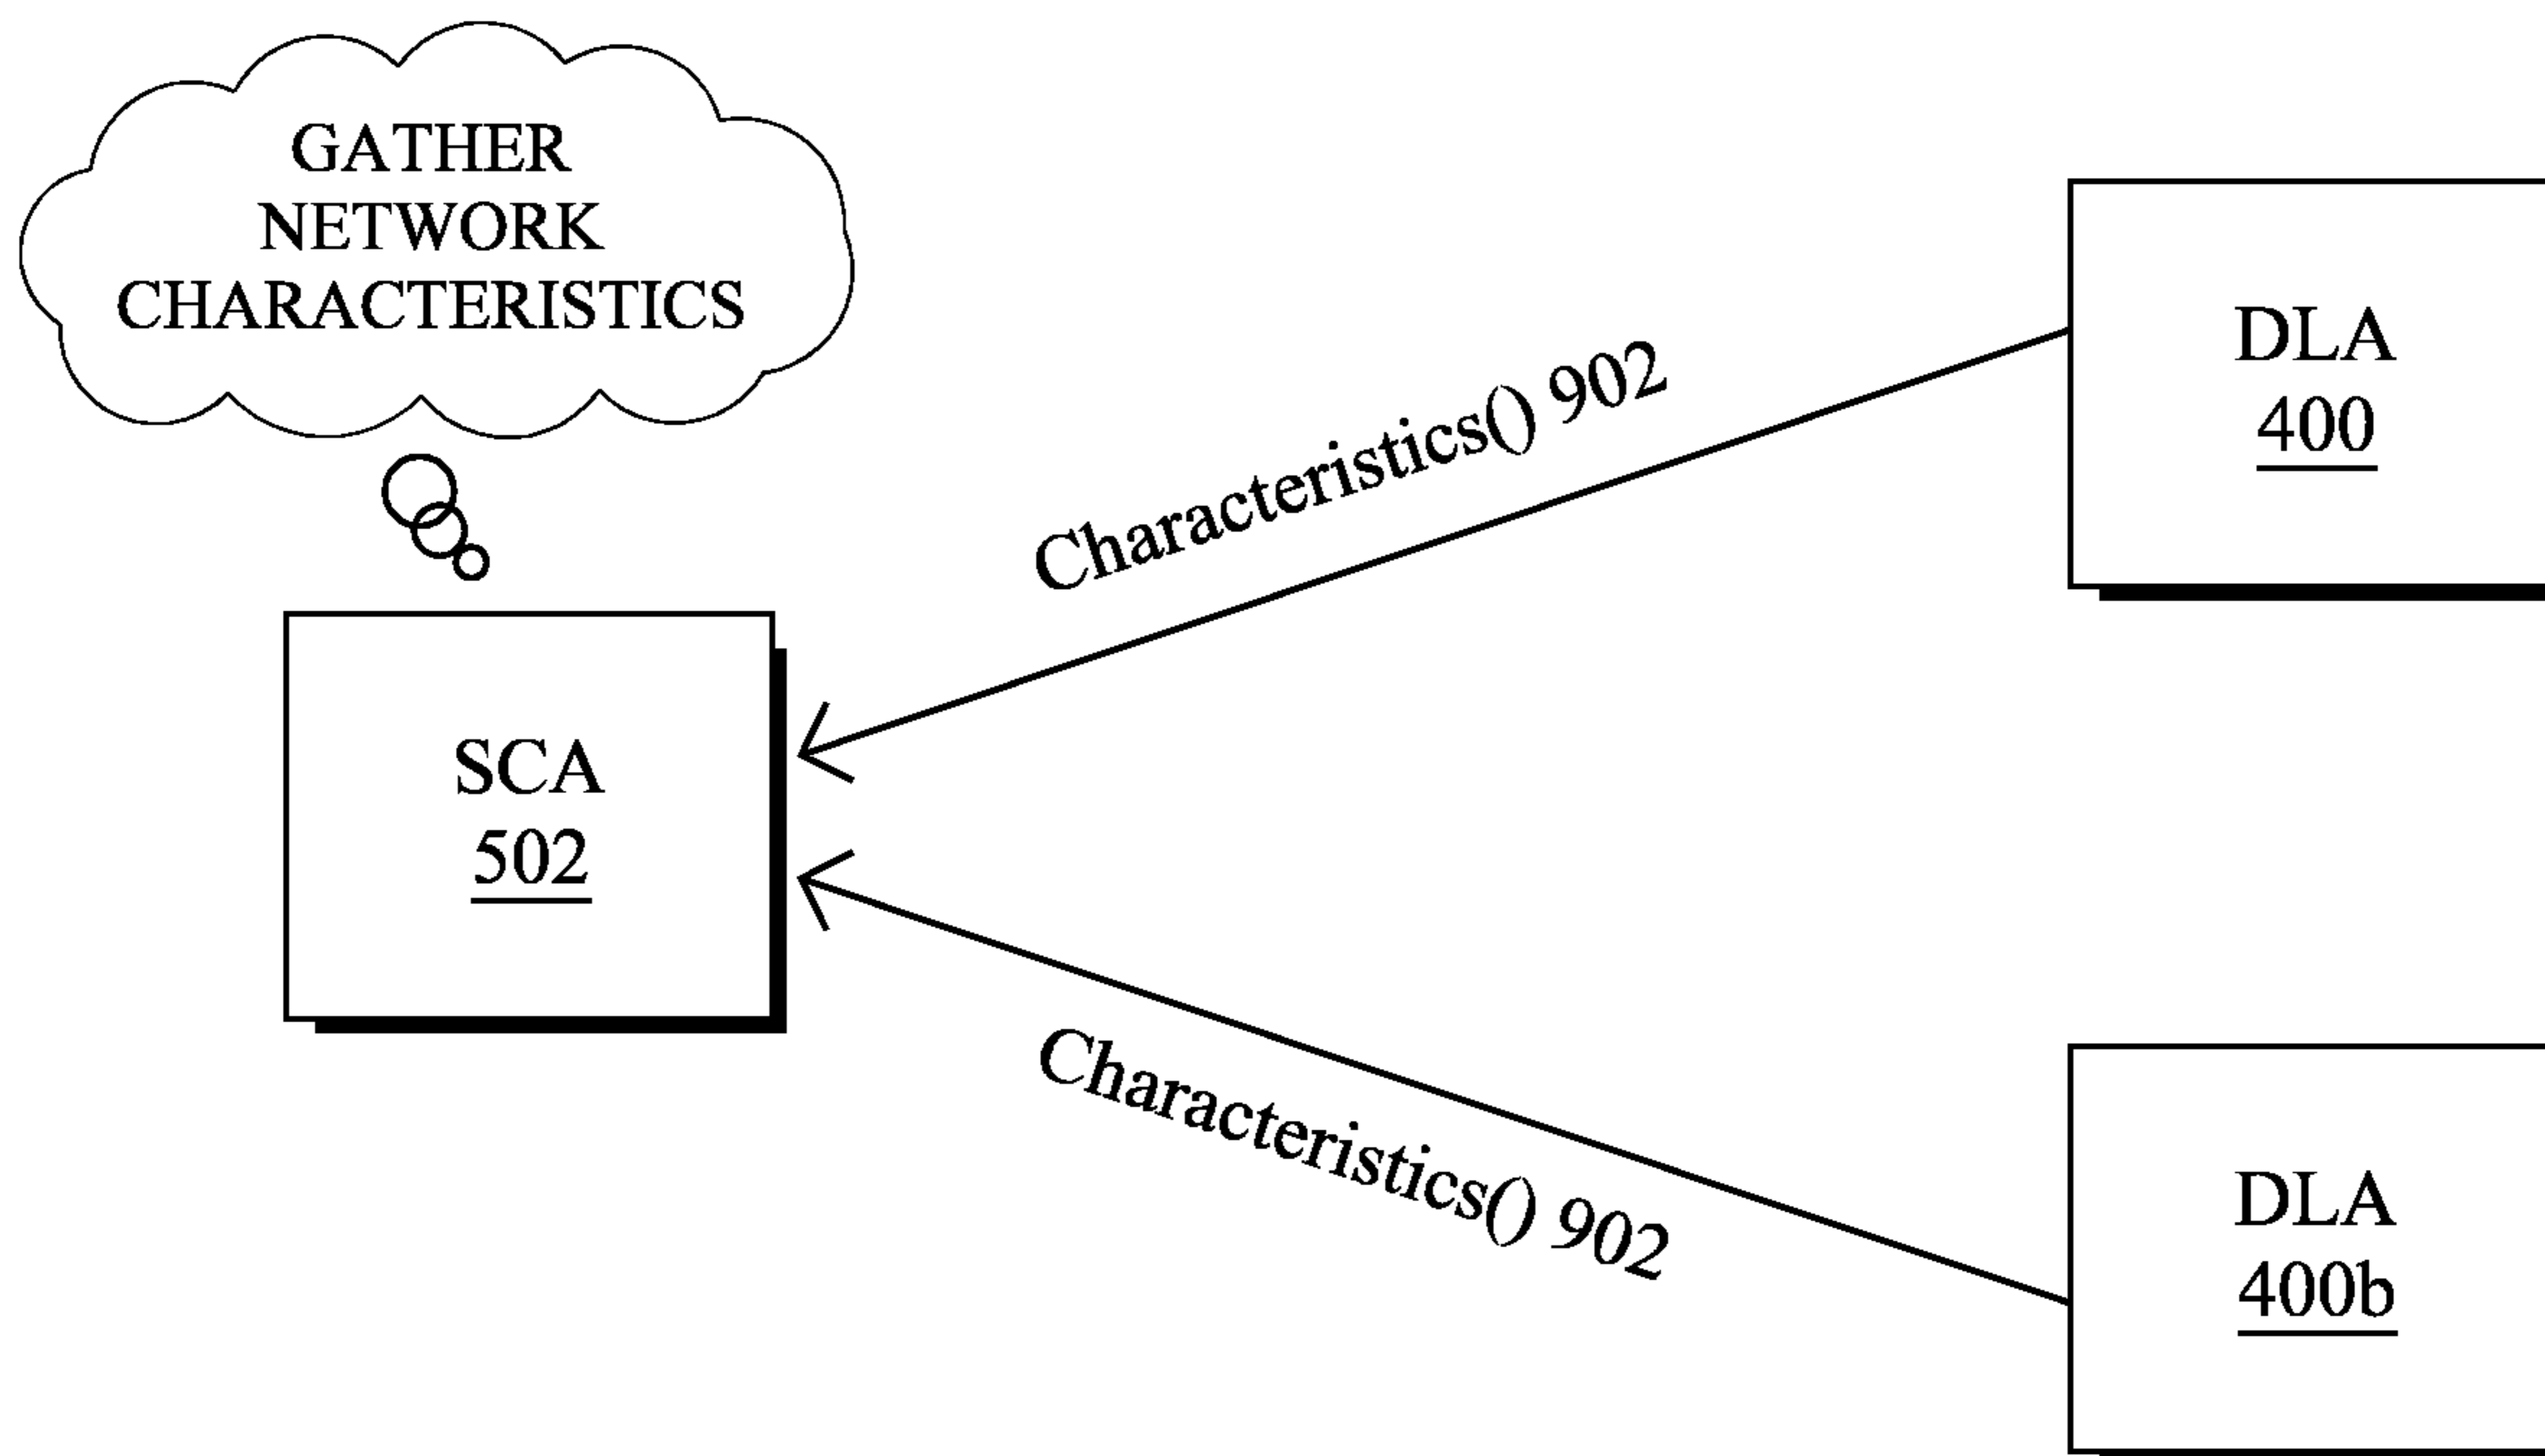 GATHER
NETWORK
CHARACTERISTICS
Characteristics() 902
DLA
400
SCA
502
Characteristics() 902
DLA
400b